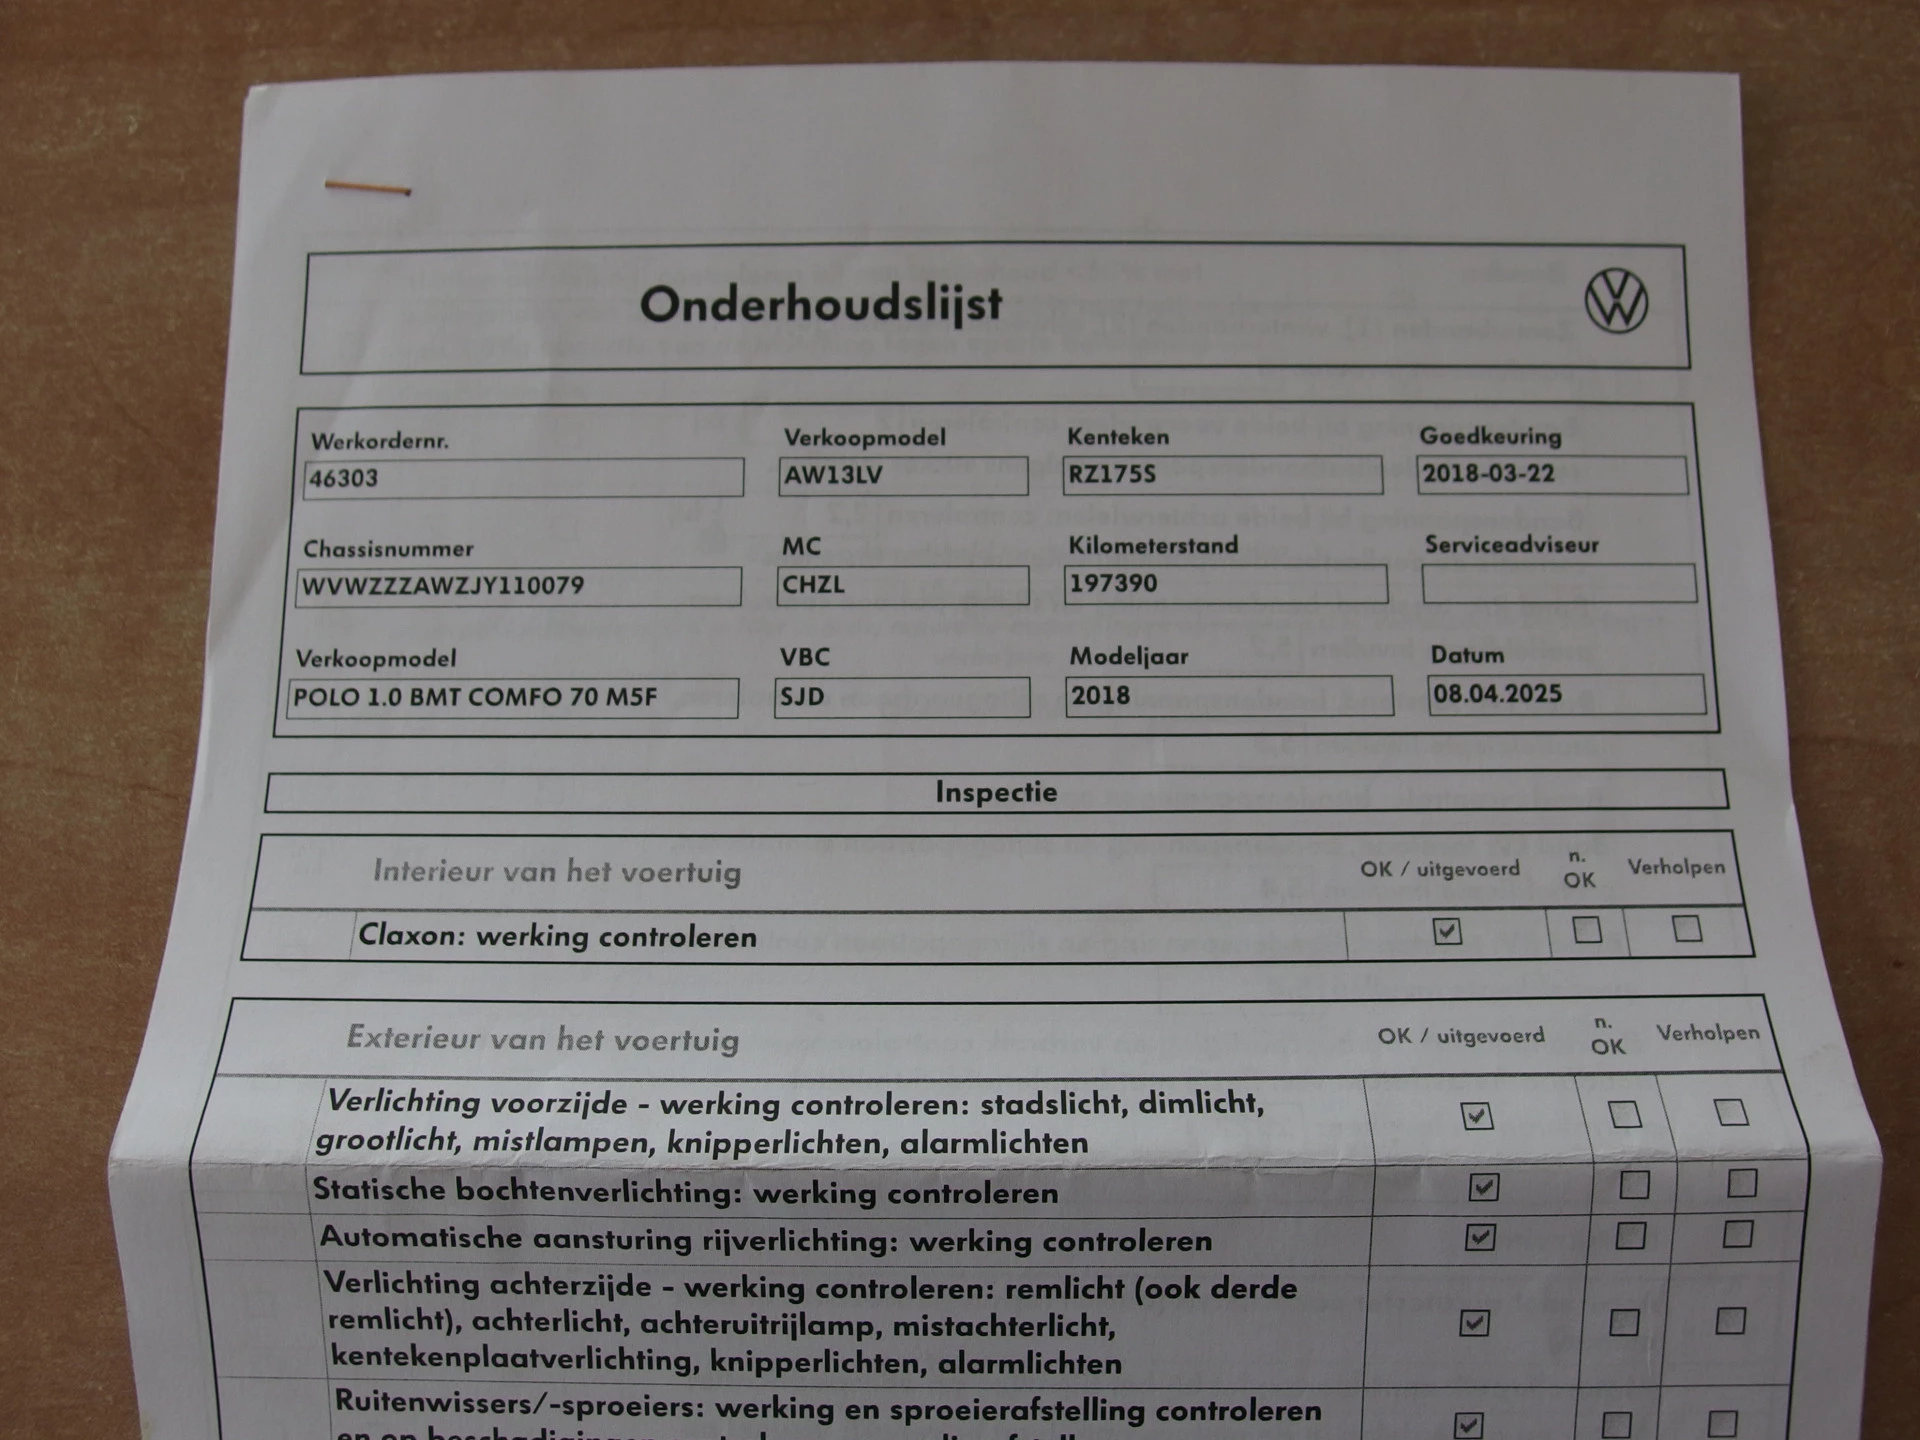 Onderhoudslijst
Werkordernr. Verkoopmodel Kenteken Goedkeuring
46303 AW13LV RZ175S 2018-03-22
Chassisnummer MC Kilometerstand Serviceadviseur
WVWZZZAWZJY110079 CHZL 197390
Verkoopmodel VBC Modeljaar Datum
POLO 1.0 BMT COMFO 70 M5F SJD 2018 08.04.2025
Inspectie
Interieur van het voertuig OK / uitgevoerd n. OK Verholpen
Claxon: werking controleren
Exterieur van het voertuig OK / uitgevoerd n. OK Verholpen
Verlichting voorzijde - werking controleren: stadslicht, dimlicht,
grootlicht, mistlampen, knipperlichten, alarmlichten
Statische bochtenverlichting: werking controleren
Automatische aansturing rijverlichting: werking controleren
Verlichting achterzijde - werking controleren: remlicht (ook derde
remlicht), achterlicht, achteruitrijlamp, mistachterlicht,
kentekenplaatverlichting, knipperlichten, alarmlichten
Ruitenwissers/-sproeiers: werking en sproeierafstelling controleren